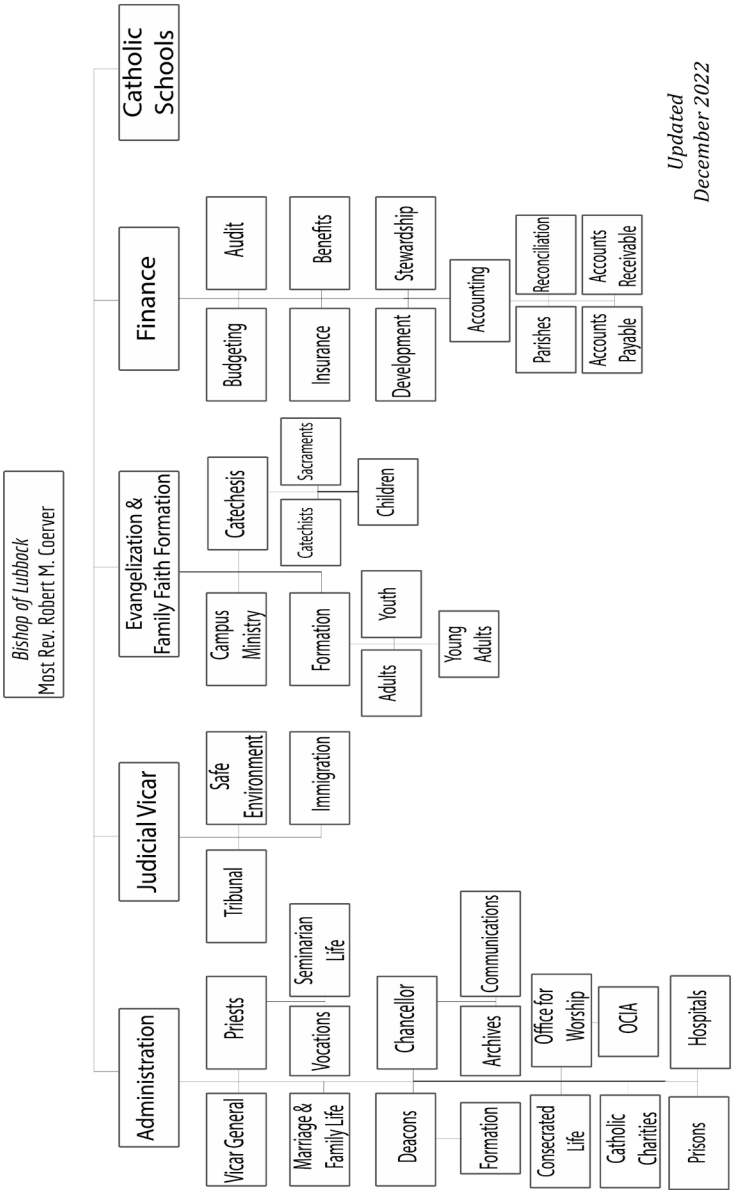 Bishop of Lubbock
Most Rev. Robert M. Coerver
Administration
Judicial Vicar
Evangelization &
Family Faith Formation
Finance
Catholic
Schools
Vicar General
Priests
Marriage &
Family Life
Vocations
Seminarian
Life
Deacons
Chancellor
Formation
Archives
Communications
Consecrated
Life
Office for
Worship
Catholic
Charities
OCIA
Prisons
Hospitals
Tribunal
Safe
Environment
Immigration
Campus
Ministry
Catechesis
Catechists
Sacraments
Children
Formation
Adults
Youth
Young
Adults
Budgeting
Audit
Insurance
Benefits
Development
Stewardship
Accounting
Parishes
Reconciliation
Accounts
Payable
Accounts
Receivable
Updated
December 2022